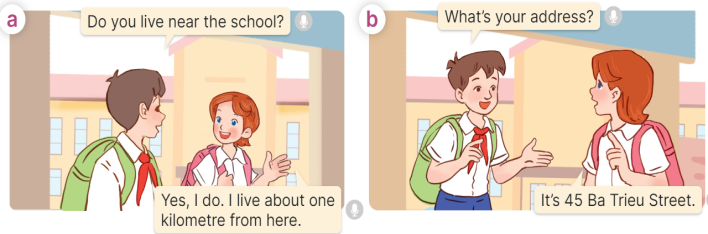 a
Do you live near the school?
Yes, I do. I live about one
kilometre from here.
b
What's your address?
It's 45 Ba Trieu Street.